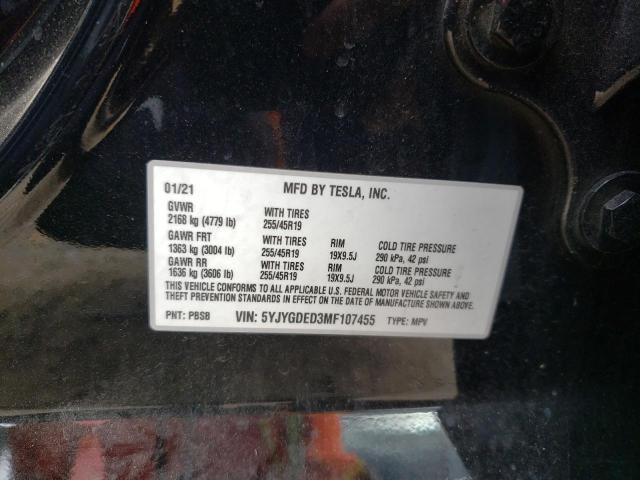 01/21 MFD BY TESLA, INC.
GVWR
2168 kg (4779 lb) WITH TIRES 255/45R19
GAWR FRT
1363 kg (3004 lb) WITH TIRES 255/45R19 RIM 19X9.5J COLD TIRE PRESSURE 290 kPa, 42 psi
GAWR RR
1636 kg (3606 lb) WITH TIRES 255/45R19 RIM 19X9.5J COLD TIRE PRESSURE 290 kPa, 42 psi
THIS VEHICLE CONFORMS TO ALL APPLICABLE U.S. FEDERAL MOTOR VEHICLE SAFETY AND
THEFT PREVENTION STANDARDS IN EFFECT ON THE DATE OF MANUFACTURE SHOWN ABOVE.
PNT: PBSB VIN: 5YJYGDED3MF107455 TYPE: MPV